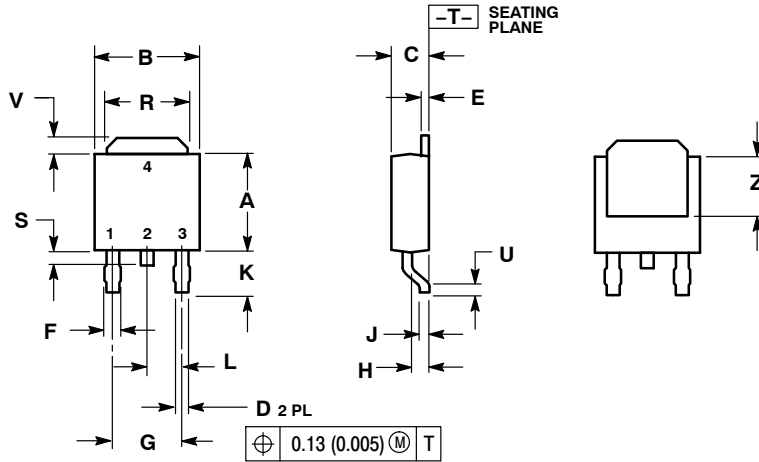 –T– SEATING
PLANE
B
C
V
R
E
4
Z
A
S
1 2 3
U
K
F
J
L
H
D 2 PL
G
⌖ 0.13 (0.005) Ⓜ T